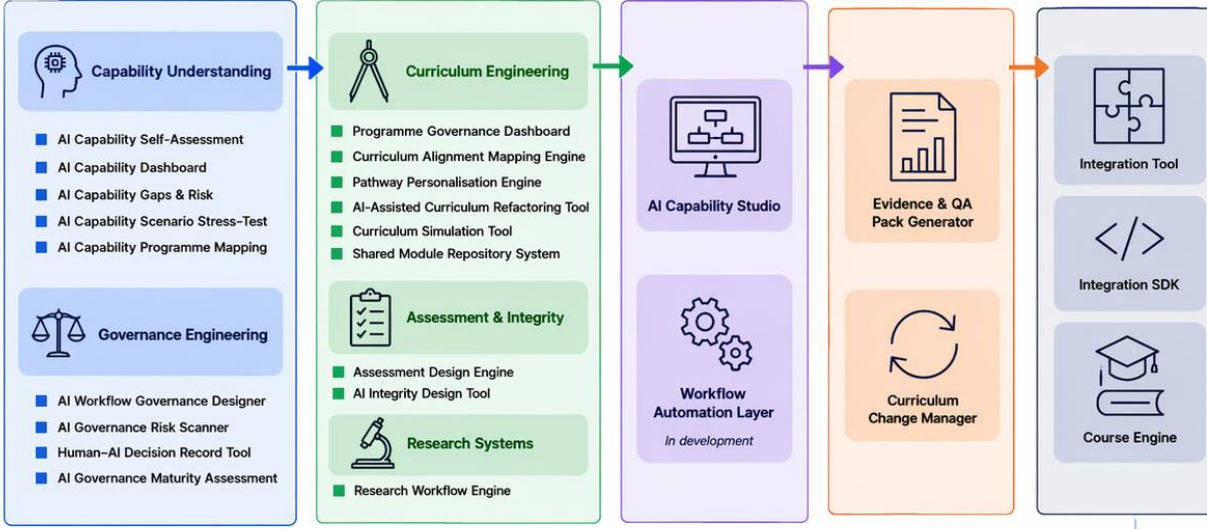 Capability Understanding
AI Capability Self-Assessment
AI Capability Dashboard
AI Capability Gaps & Risk
AI Capability Scenario Stress-Test
AI Capability Programme Mapping
Governance Engineering
AI Workflow Governance Designer
AI Governance Risk Scanner
Human–AI Decision Record Tool
AI Governance Maturity Assessment
Curriculum Engineering
Programme Governance Dashboard
Curriculum Alignment Mapping Engine
Pathway Personalisation Engine
AI-Assisted Curriculum Refactoring Tool
Curriculum Simulation Tool
Shared Module Repository System
Assessment & Integrity
Assessment Design Engine
AI Integrity Design Tool
Research Systems
Research Workflow Engine
AI Capability Studio
Workflow
Automation Layer
In development
Evidence & QA
Pack Generator
Curriculum
Change Manager
Integration Tool
Integration SDK
Course Engine